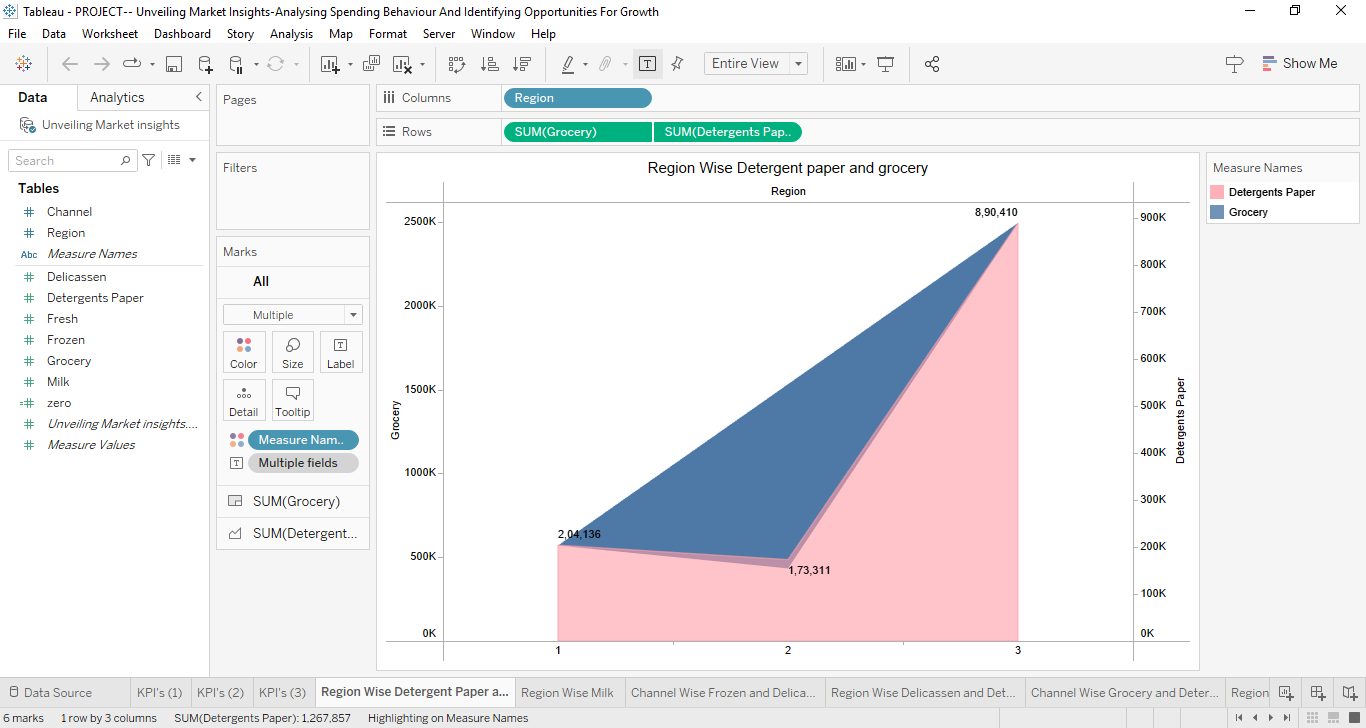 Tableau - PROJECT-- Unveiling Market Insights-Analysing Spending Behaviour And Identifying Opportunities For Growth
File Data Worksheet Dashboard Story Analysis Map Format Server Window Help
Entire View
Show Me
Data Analytics
Unveiling Market insights
Search
Tables
Channel
Region
Abc Measure Names
Delicassen
Detergents Paper
Fresh
Frozen
Grocery
Milk
zero
Unveiling Market insights....
Measure Values
Pages
Filters
Marks
All
Multiple
Color Size Label
Detail Tooltip
Measure Nam..
Multiple fields
SUM(Grocery)
SUM(Detergent...
Columns Region
Rows SUM(Grocery) SUM(Detergents Pap..
Region Wise Detergent paper and grocery
Region
Grocery
2500K
2000K
1500K
1000K
500K
0K
8,90,410
2,04,136
1,73,311
1 2 3
900K
800K
700K
600K
500K
400K
300K
200K
100K
0K
Detergents Paper
Measure Names
Detergents Paper
Grocery
Data Source KPI's (1) KPI's (2) KPI's (3) Region Wise Detergent Paper a... Region Wise Milk Channel Wise Frozen and Delica... Region Wise Delicassen and Det... Channel Wise Grocery and Deter... Region
6 marks 1 row by 3 columns SUM(Detergents Paper): 1,267,857 Highlighting on Measure Names